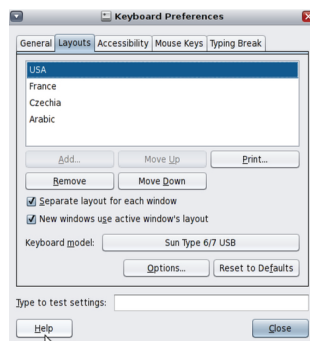 Keyboard Preferences
General Layouts Accessibility Mouse Keys Typing Break
USA
France
Czechia
Arabic
Add... Move Up Print...
Remove Move Down
Separate layout for each window
New windows use active window's layout
Keyboard model: Sun Type 6/7 USB
Options... Reset to Defaults
Type to test settings:
Help Close